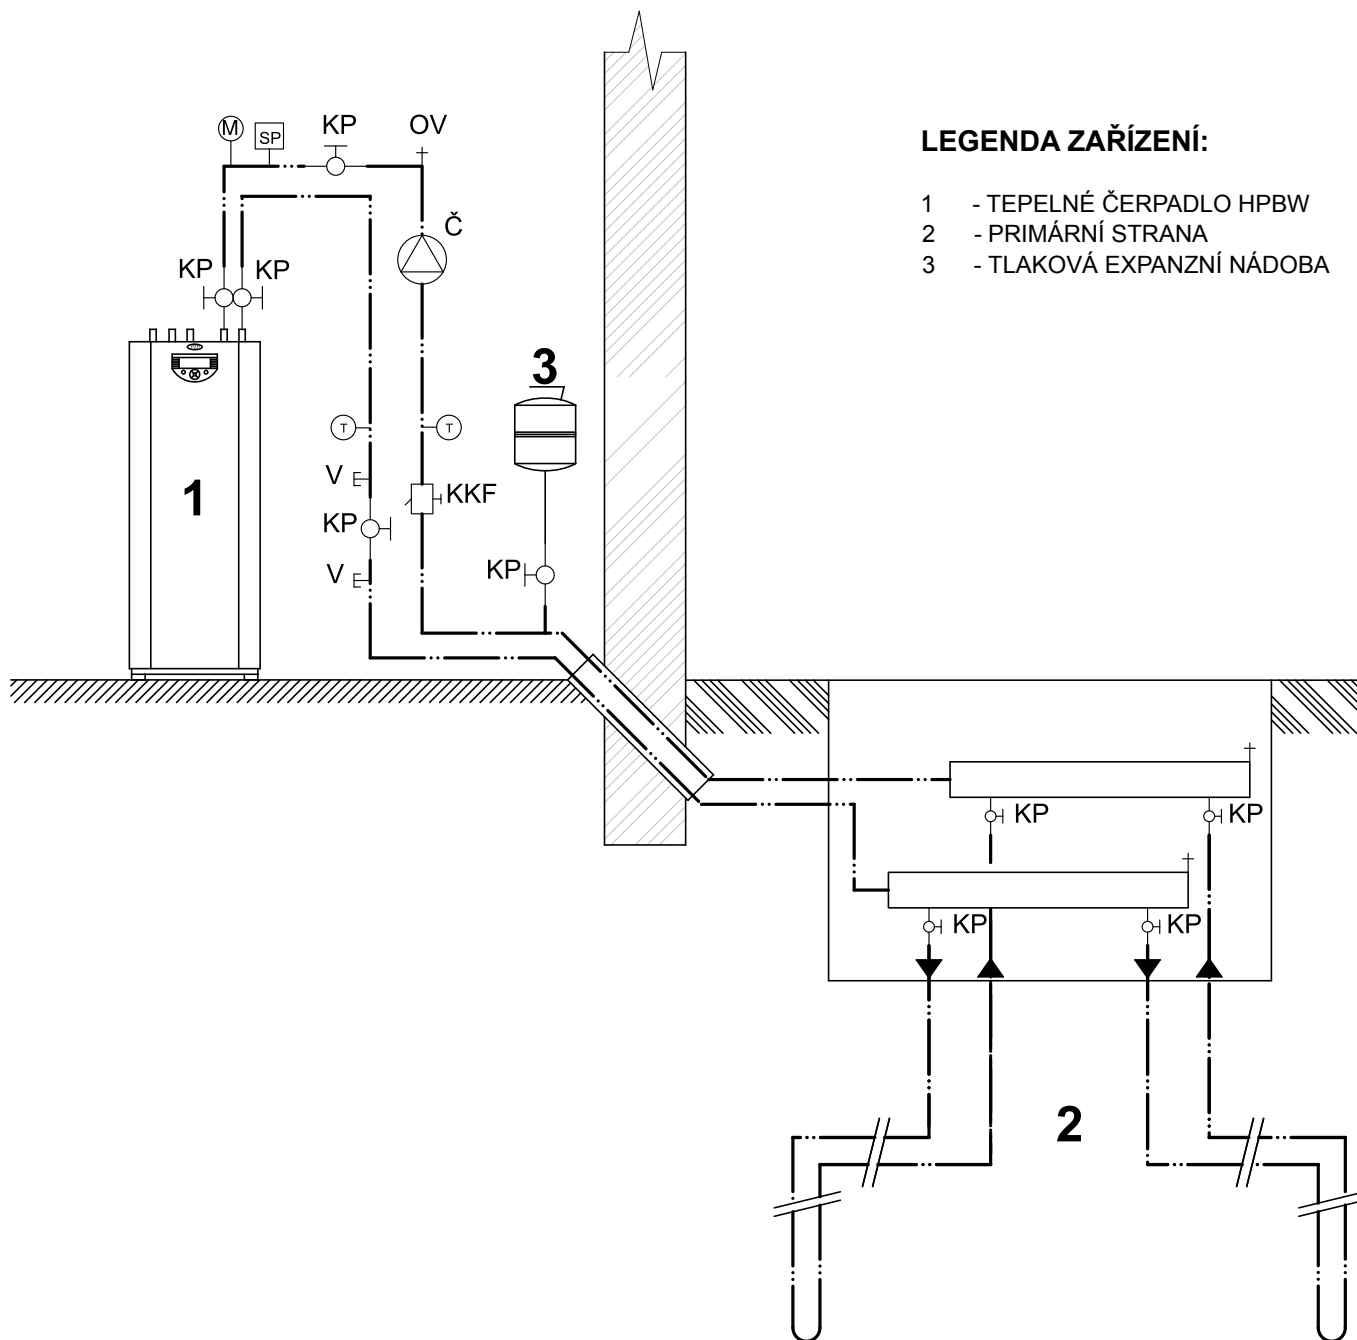 LEGENDA ZAŘÍZENÍ:
1 - TEPELNÉ ČERPADLO HPBW
2 - PRIMÁRNÍ STRANA
3 - TLAKOVÁ EXPANZNÍ NÁDOBA
M
SP
KP
OV
Č
KP
KP
3
T
T
V
KKF
1
KP
V
KP
KP
KP
KP
KP
2